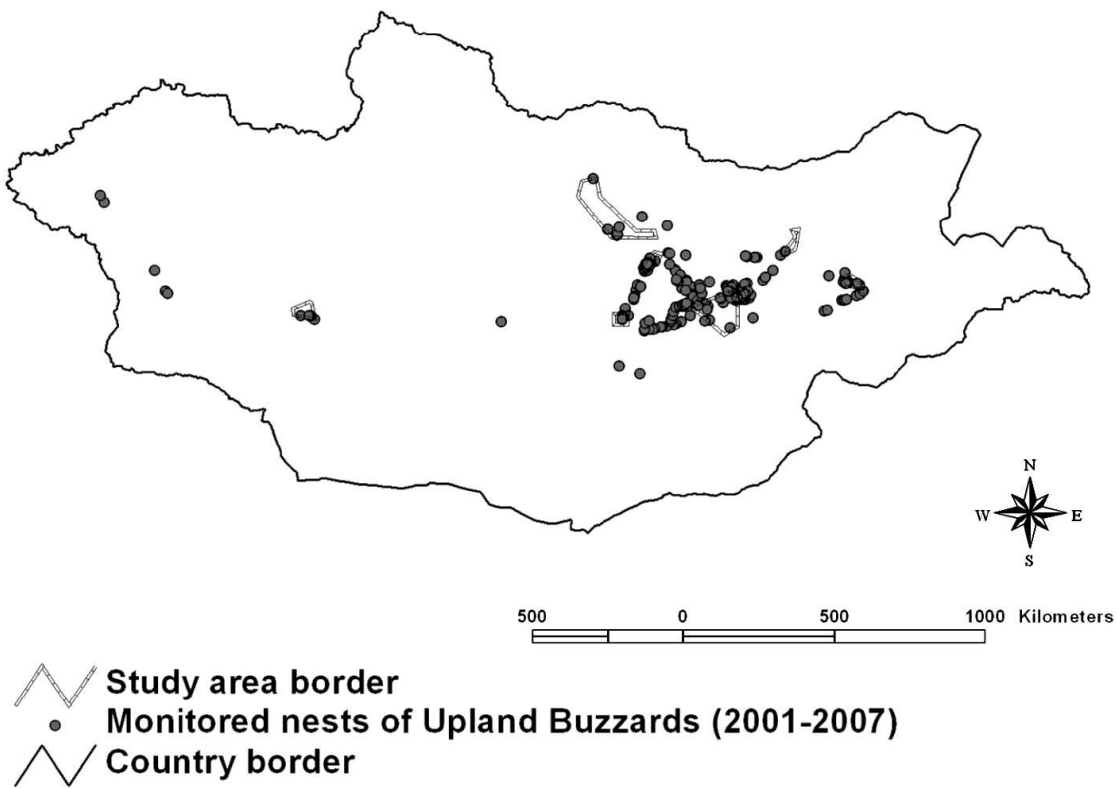 N
W E
S
500 0 500 1000 Kilometers
Study area border
Monitored nests of Upland Buzzards (2001-2007)
Country border